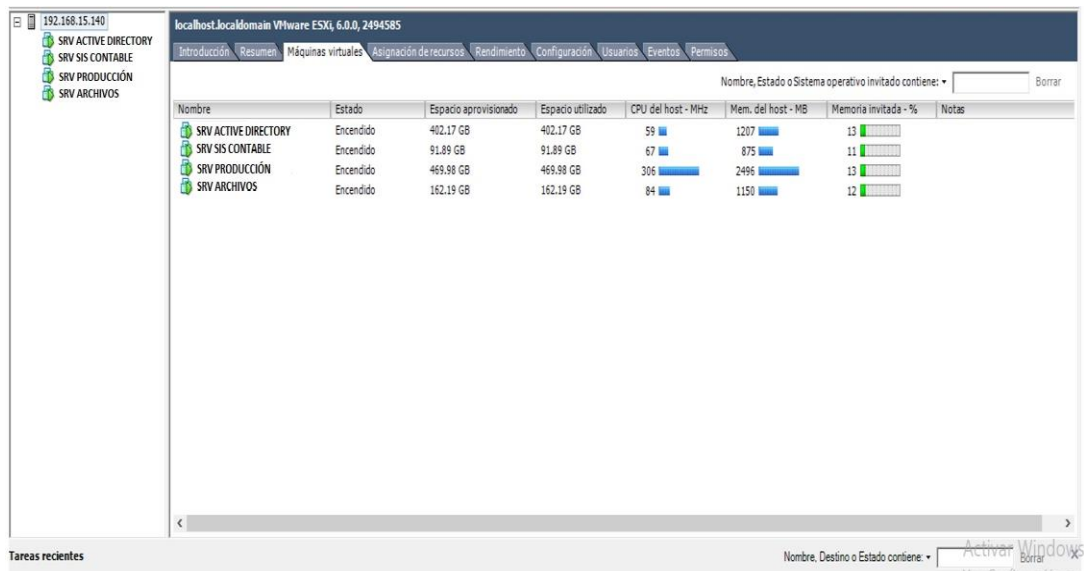 192.168.15.140
SRV ACTIVE DIRECTORY
SRV SIS CONTABLE
SRV PRODUCCIÓN
SRV ARCHIVOS
localhost.localdomain VMware ESXi, 6.0.0, 2494585
Introducción Resumen Máquinas virtuales Asignación de recursos Rendimiento Configuración Usuarios Eventos Permisos
Nombre, Estado o Sistema operativo invitado contiene: Borrar
Nombre Estado Espacio aprovisionado Espacio utilizado CPU del host - MHz Mem. del host - MB Memoria invitada - % Notas
SRV ACTIVE DIRECTORY Encendido 402.17 GB 402.17 GB 59 1207 13
SRV SIS CONTABLE Encendido 91.89 GB 91.89 GB 67 875 11
SRV PRODUCCIÓN Encendido 469.98 GB 469.98 GB 306 2496 13
SRV ARCHIVOS Encendido 162.19 GB 162.19 GB 84 1150 12
Activar Windows
Tareas recientes Nombre, Destino o Estado contiene: Borrar